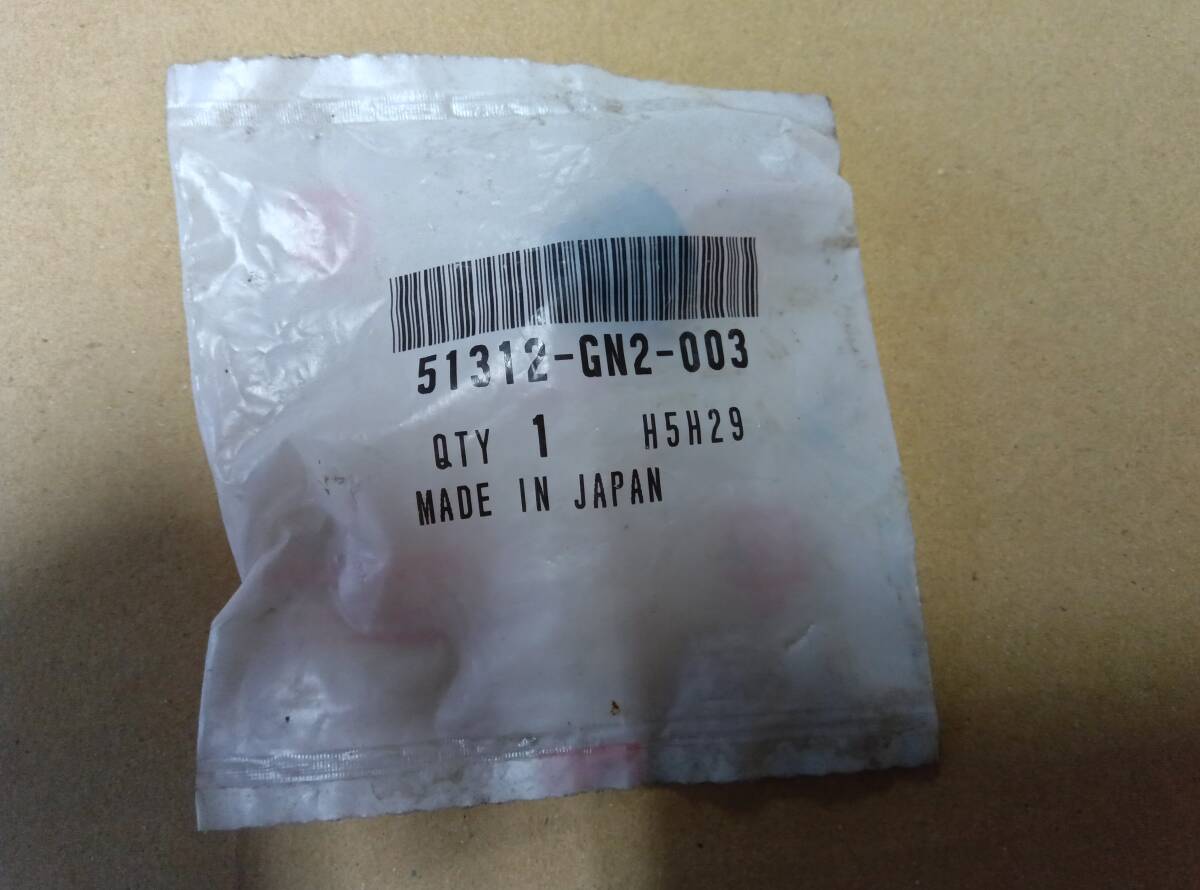 51312-GN2-003
QTY 1 H5H29
MADE IN JAPAN